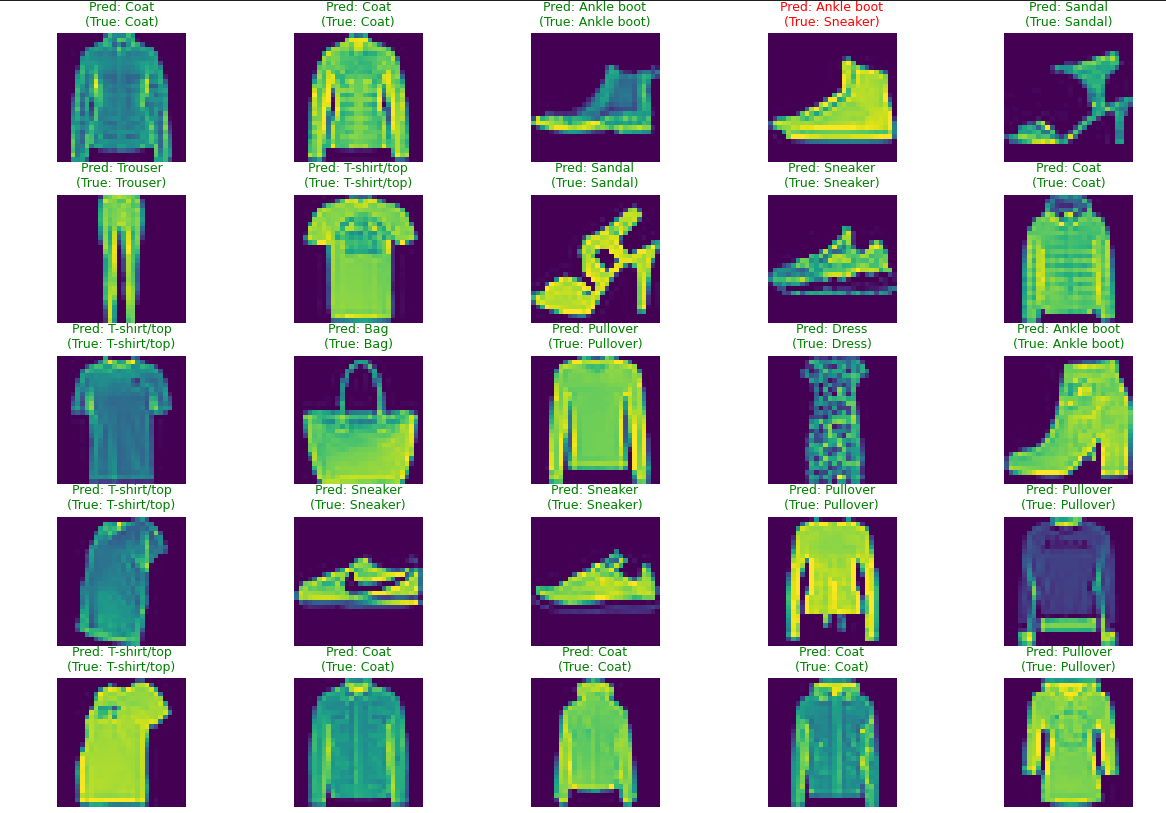 Pred: Coat
(True: Coat)
Pred: Coat
(True: Coat)
Pred: Ankle boot
(True: Ankle boot)
Pred: Ankle boot
(True: Sneaker)
Pred: Sandal
(True: Sandal)
Pred: Trouser
(True: Trouser)
Pred: T-shirt/top
(True: T-shirt/top)
Pred: Sandal
(True: Sandal)
Pred: Sneaker
(True: Sneaker)
Pred: Coat
(True: Coat)
Pred: T-shirt/top
(True: T-shirt/top)
Pred: Bag
(True: Bag)
Pred: Pullover
(True: Pullover)
Pred: Dress
(True: Dress)
Pred: Ankle boot
(True: Ankle boot)
Pred: T-shirt/top
(True: T-shirt/top)
Pred: Sneaker
(True: Sneaker)
Pred: Sneaker
(True: Sneaker)
Pred: Pullover
(True: Pullover)
Pred: Pullover
(True: Pullover)
Pred: T-shirt/top
(True: T-shirt/top)
Pred: Coat
(True: Coat)
Pred: Coat
(True: Coat)
Pred: Coat
(True: Coat)
Pred: Pullover
(True: Pullover)